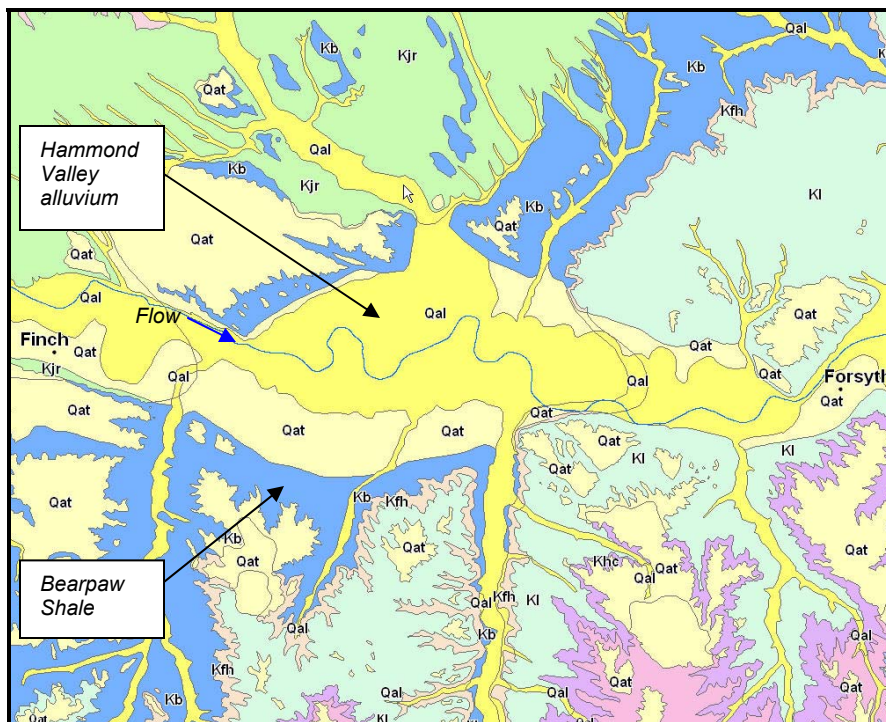 Qal
Kb
Kjr
Kb
Qal
K
Qat
Kfh
Hammond
Valley
alluvium
Qal
Kb
Kjr
Kb
Qat
Kl
Qat
Qat
Qat
Qal
Flow
Qal
Finch
Qat
Kjr
Qal
Qat
Qat
Qal
Qat
Forsyth
Qat
Qat
Qat
Qat
Qat
Qat
Kl
Kl
Qat
Kb
Kfh
Kb
Qat
Qat
Bearpaw
Shale
Khc
Qat
Qal
Qal
Kfh
Kl
Qal
Kb
Qal
Kfh
Qat
Qat
Kb
Qal
Qal
Qat
Kl